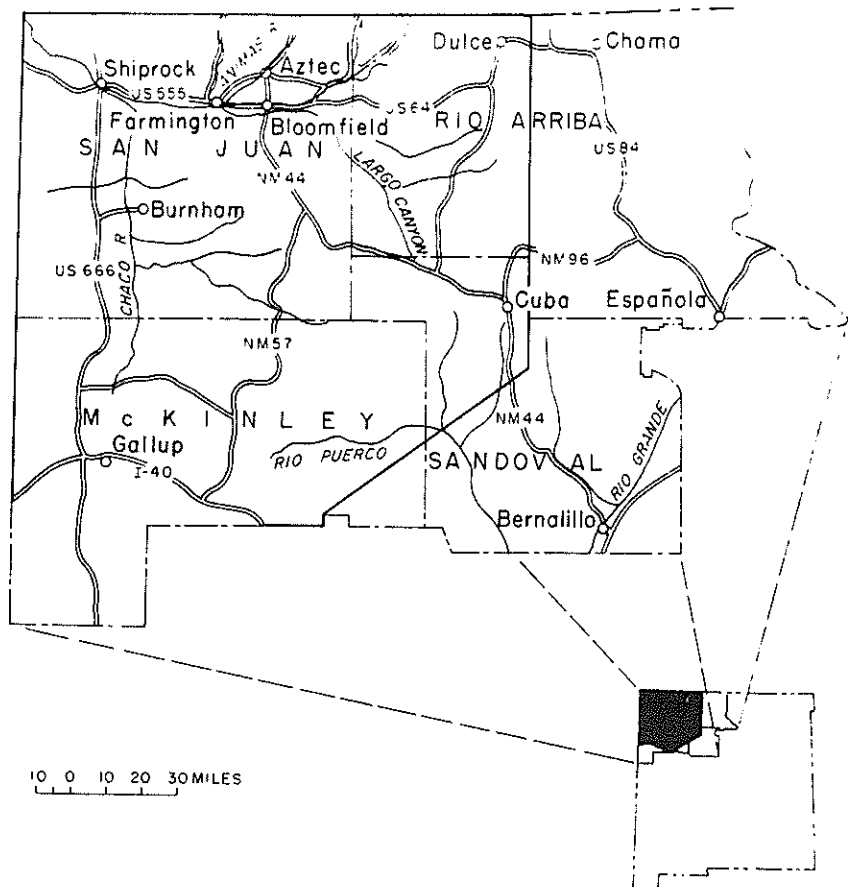 ANIMAS R
Dulce
Chama
Aztec
Shiprock
US 555
US 64
Farmington
Bloomfield
RIO ARRIBA
SAN JUAN
US 84
NM 44
LARGO CANYON
Burnham
CHACO R
NM 96
US 666
Cuba
Española
NM 57
McKINLEY
NM 44
Gallup
RIO PUERCO
SANDOVAL
RIO GRANDE
I-40
Bernalillo
10 0 10 20 30 MILES